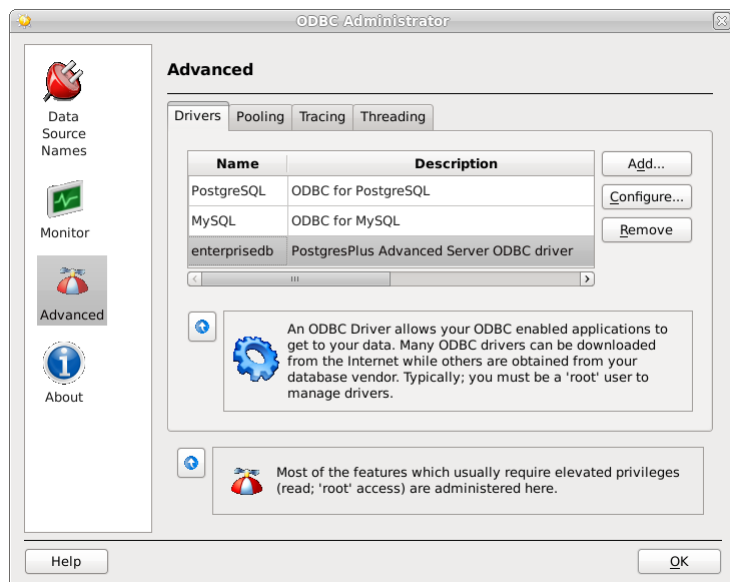 ODBC Administrator
Data
Source
Names
Monitor
Advanced
About
Advanced
Drivers Pooling Tracing Threading
Name Description
PostgreSQL ODBC for PostgreSQL
MySQL ODBC for MySQL
enterprisedb PostgresPlus Advanced Server ODBC driver
Add...
Configure...
Remove
An ODBC Driver allows your ODBC enabled applications to
get to your data. Many ODBC drivers can be downloaded
from the Internet while others are obtained from your
database vendor. Typically; you must be a 'root' user to
manage drivers.
Most of the features which usually require elevated privileges
(read; 'root' access) are administered here.
Help OK